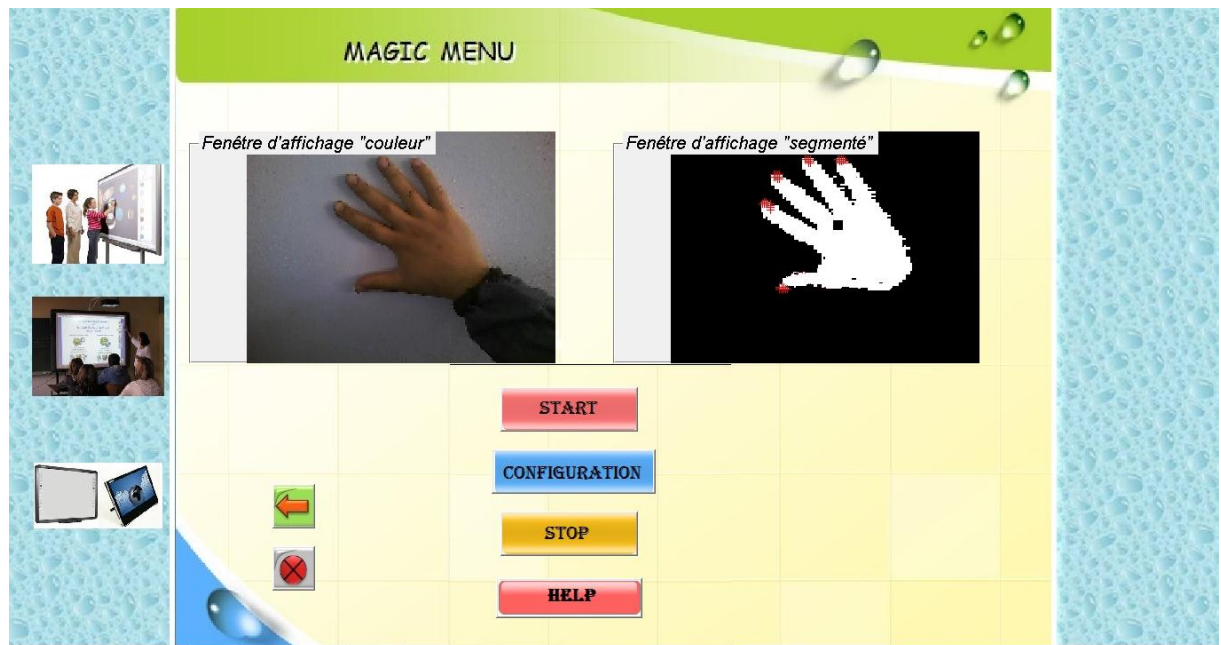 MAGIC MENU
Fenêtre d'affichage "couleur"
Fenêtre d'affichage "segmenté"
START
CONFIGURATION
STOP
HELP